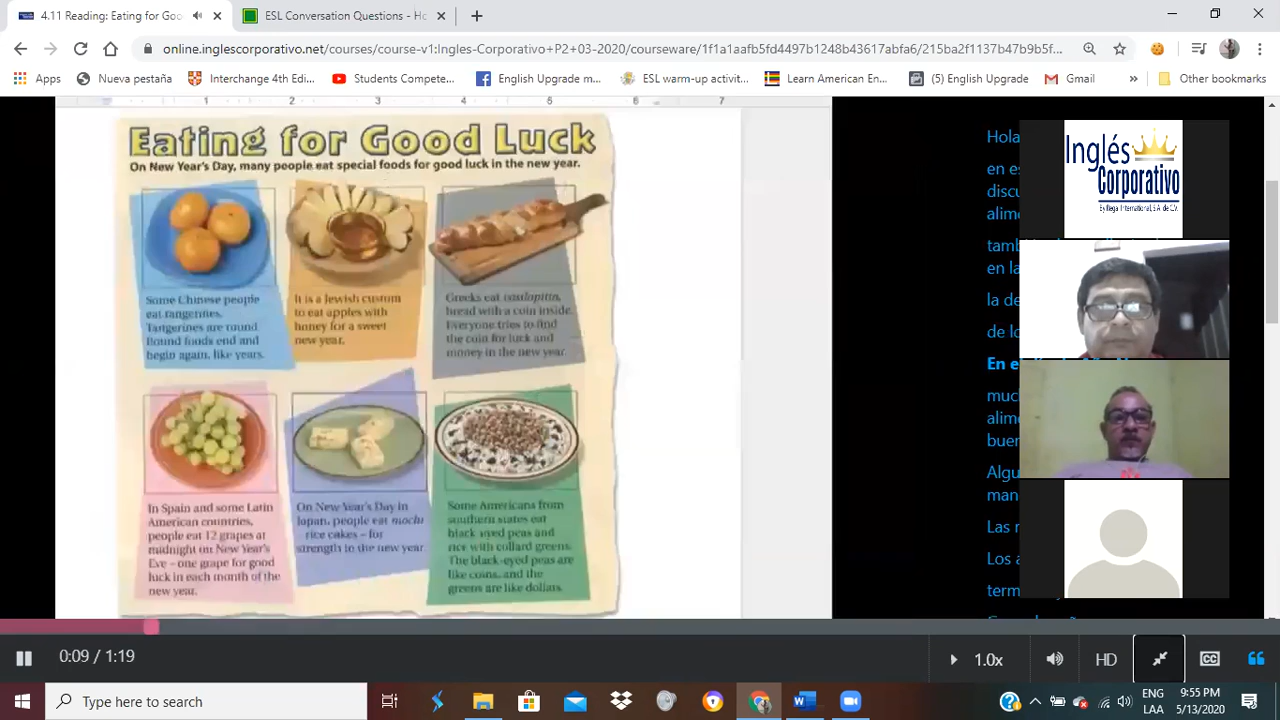 4.11 Reading: Eating for Goo
ESL Conversation Questions - Ho
online.inglescorporativo.net/courses/course-v1:Ingles-Corporativo+P2+03-2020/courseware/1f1a1aafb5fd4497b1248b43617abfa6/215ba2f1137b47b9b5f...
Apps
Nueva pestaña
Interchange 4th Edi...
Students Compete...
English Upgrade m...
ESL warm-up activit...
Learn American En...
(5) English Upgrade
Gmail
»
Other bookmarks
1 2 3 4 5 6 7
Eating for Good Luck
On New Year's Day, many people eat special foods for good luck in the new year.
Some Chinese people
eat tangerines.
Tangerines are round
Round foods end and
begin again, like years.
It is a Jewish custom
to eat apples with
honey for a sweet
new year.
Greeks eat vasilopitta,
bread with a coin inside.
Everyone tries to find
the coin for luck and
money in the new year
In Spain and some Latin
American countries,
people eat 12 grapes at
midnight on New Year's
Eve – one grape for good
luck in each month of the
new year.
On New Year's Day in
Japan, people eat mochi
rice cakes – for
strength in the new year.
Some Americans from
southern states eat
black eyed peas and
rice with collard greens.
The black-eyed peas are
like coins, and the
greens are like dollars.
Hola
en es
discu
alime
tamb
en la
la de
de lo
En e
much
alime
buen
Algu
mand
Las n
Los a
term
Inglés
Corporativo
0:09 / 1:19
1.0x
HD
CC
Type here to search
ENG
LAA
9:55 PM
5/13/2020